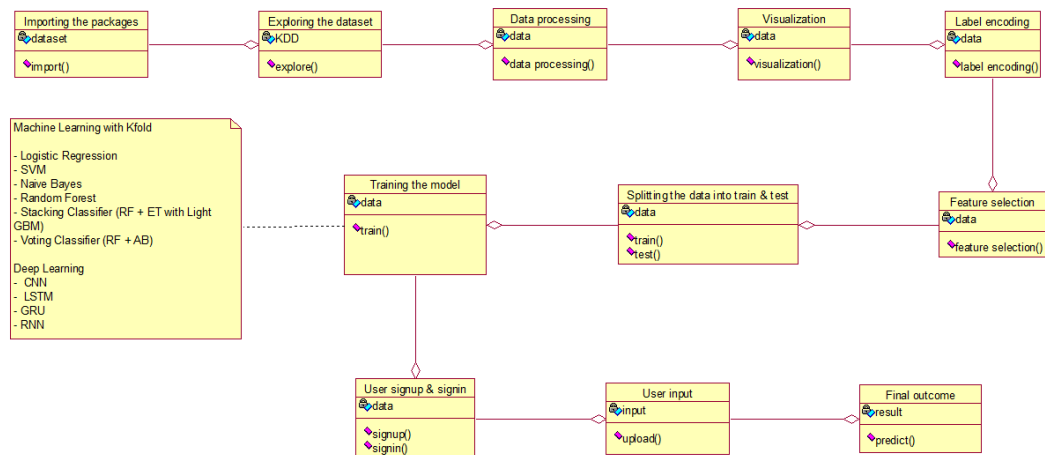 Importing the packages
dataset
import()
Exploring the dataset
KDD
explore()
Data processing
data
data processing()
Visualization
data
visualization()
Label encoding
data
label encoding()
Machine Learning with Kfold
- Logistic Regression
- SVM
- Naive Bayes
- Random Forest
- Stacking Classifier (RF + ET with Light
GBM)
- Voting Classifier (RF + AB)
Deep Learning
- CNN
- LSTM
- GRU
- RNN
Training the model
data
train()
Splitting the data into train & test
data
train()
test()
Feature selection
data
feature selection()
User signup & signin
data
signup()
signin()
User input
input
upload()
Final outcome
result
predict()